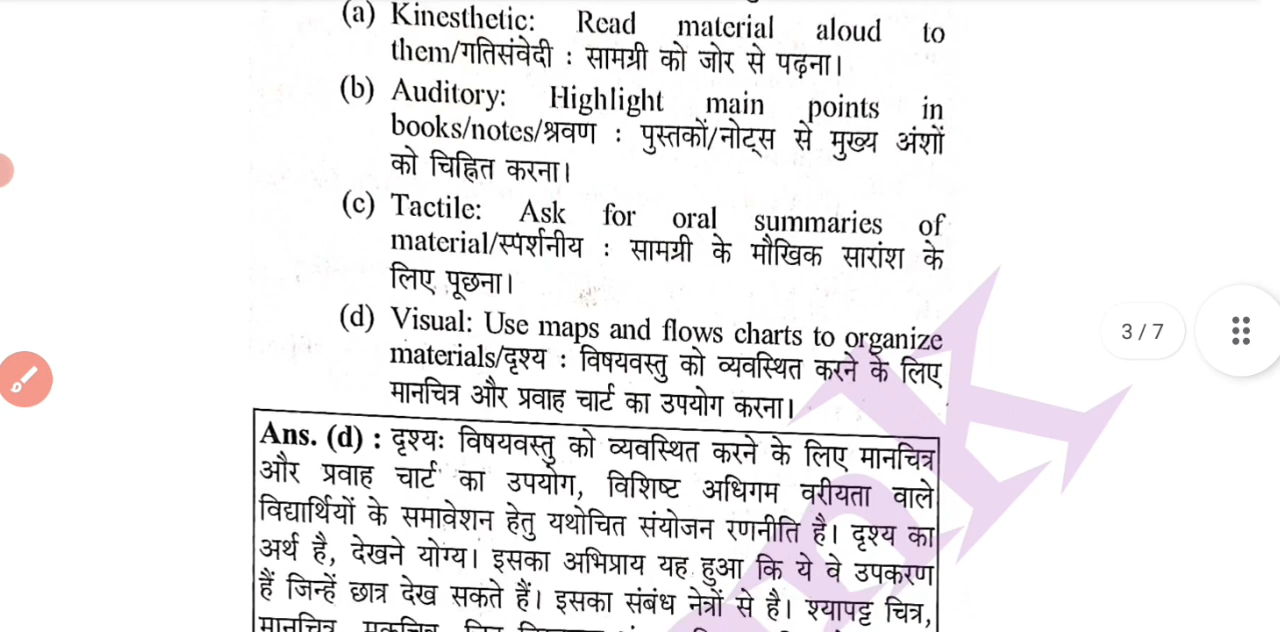 (a) Kinesthetic: Read material aloud to
them/गतिसंवेदी : सामग्री को जोर से पढ़ना।
(b) Auditory: Highlight main points in
books/notes/श्रवण : पुस्तकों/नोट्स से मुख्य अंशों
को चिह्नित करना।
(c) Tactile: Ask for oral summaries of
material/स्पर्शनीय : सामग्री के मौखिक सारांश के
लिए पूछना।
(d) Visual: Use maps and flows charts to organize
materials/दृश्य : विषयवस्तु को व्यवस्थित करने के लिए
मानचित्र और प्रवाह चार्ट का उपयोग करना।
3 / 7
Ans. (d) : दृश्यः विषयवस्तु को व्यवस्थित करने के लिए मानचित्र
और प्रवाह चार्ट का उपयोग, विशिष्ट अधिगम वरीयता वाले
विद्यार्थियों के समावेशन हेतु यथोचित संयोजन रणनीति है। दृश्य का
अर्थ है, देखने योग्य। इसका अभिप्राय यह हुआ कि ये वे उपकरण
हैं जिन्हें छात्र देख सकते हैं। इसका संबंध नेत्रों से है। श्यापट्ट चित्र,
मानचित्र,